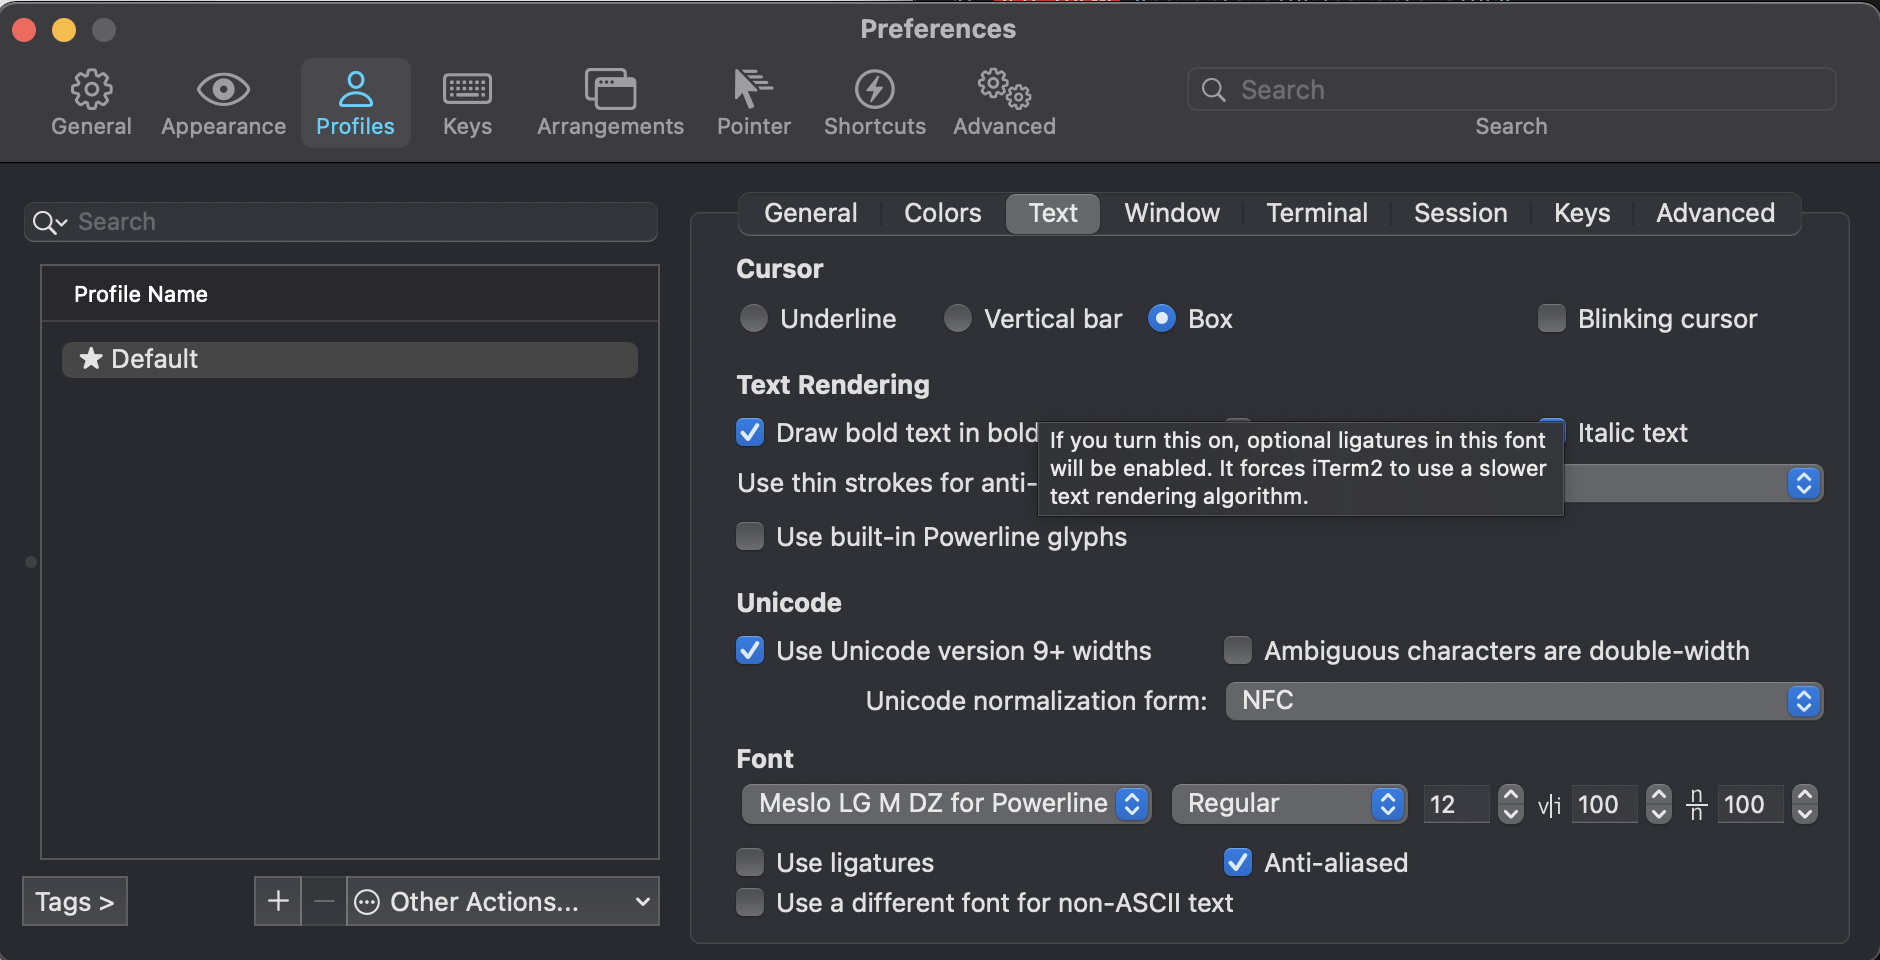 Preferences
General
Appearance
Profiles
Keys
Arrangements
Pointer
Shortcuts
Advanced
Search
Search
Search
Profile Name
★ Default
Tags >
+
−
Other Actions...
General
Colors
Text
Window
Terminal
Session
Keys
Advanced
Cursor
Underline
Vertical bar
Box
Blinking cursor
Text Rendering
Draw bold text in bold
Italic text
If you turn this on, optional ligatures in this font
will be enabled. It forces iTerm2 to use a slower
text rendering algorithm.
Use thin strokes for anti-
Use built-in Powerline glyphs
Unicode
Use Unicode version 9+ widths
Ambiguous characters are double-width
Unicode normalization form:
NFC
Font
Meslo LG M DZ for Powerline
Regular
12
v|i
100
n
n
100
Use ligatures
Anti-aliased
Use a different font for non-ASCII text